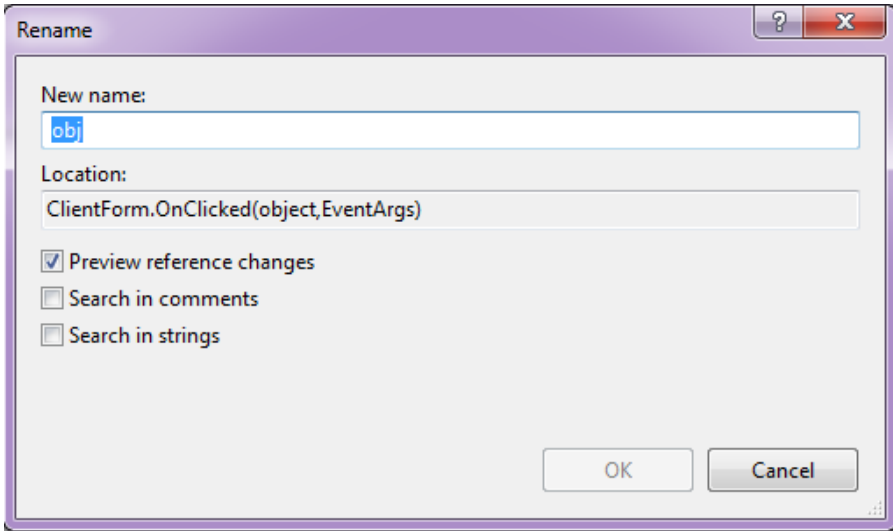 Rename
?
New name:
obj
Location:
ClientForm.OnClicked(object,EventArgs)
Preview reference changes
Search in comments
Search in strings
OK
Cancel